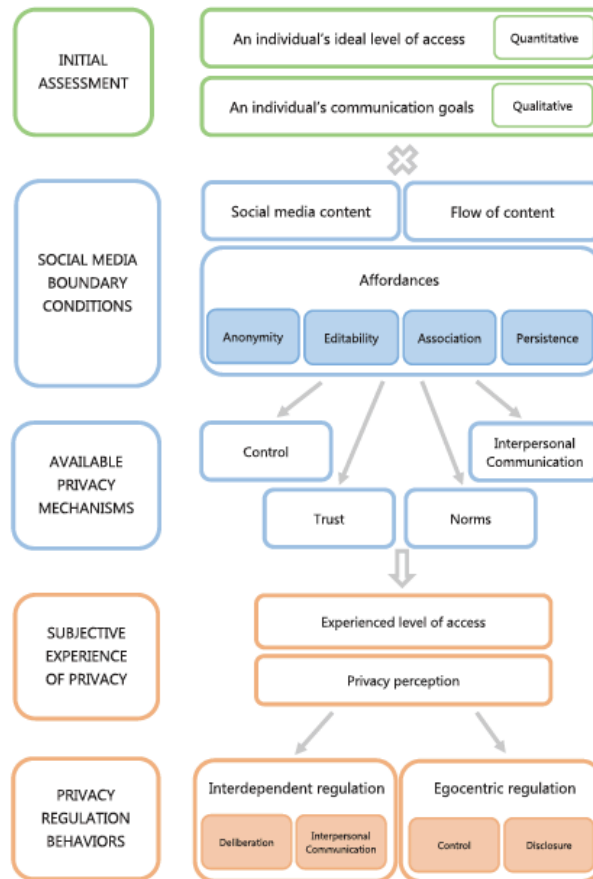 INITIAL
ASSESSMENT
An individual's ideal level of access
Quantitative
An individual's communication goals
Qualitative
SOCIAL MEDIA
BOUNDARY
CONDITIONS
Social media content
Flow of content
Affordances
Anonymity
Editability
Association
Persistence
AVAILABLE
PRIVACY
MECHANISMS
Control
Interpersonal
Communication
Trust
Norms
SUBJECTIVE
EXPERIENCE
OF PRIVACY
Experienced level of access
Privacy perception
PRIVACY
REGULATION
BEHAVIORS
Interdependent regulation
Deliberation
Interpersonal
Communication
Egocentric regulation
Control
Disclosure